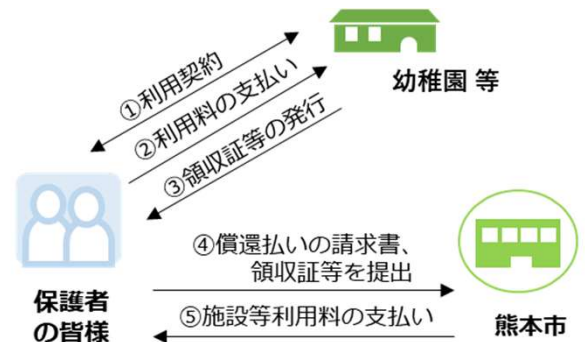 ①利用契約
②利用料の支払い
③領収証等の発行
幼稚園 等
④償還払いの請求書、
領収証等を提出
⑤施設等利用料の支払い
保護者
の皆様
熊本市